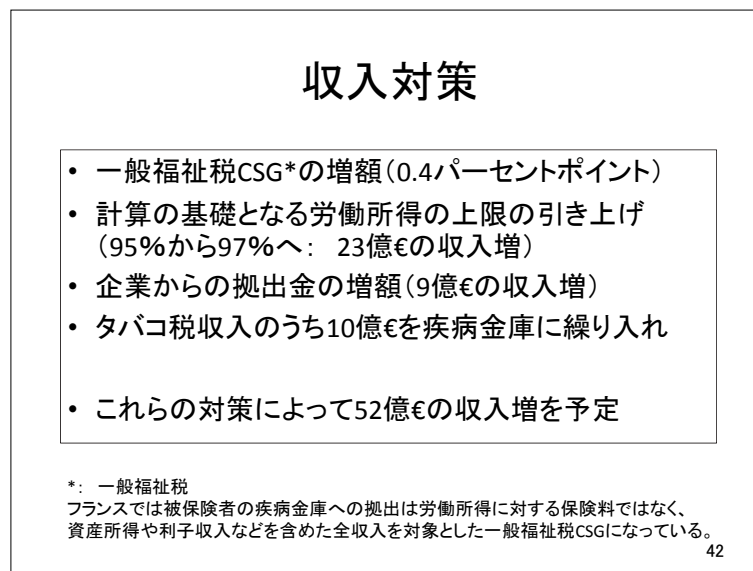 収入対策
• 一般福祉税CSG*の増額(0.4パーセントポイント)
• 計算の基礎となる労働所得の上限の引き上げ
(95%から97%へ: 23億€の収入増)
• 企業からの拠出金の増額(9億€の収入増)
• タバコ税収入のうち10億€を疾病金庫に繰り入れ
• これらの対策によって52億€の収入増を予定
*: 一般福祉税
フランスでは被保険者の疾病金庫への拠出は労働所得に対する保険料ではなく、
資産所得や利子収入などを含めた全収入を対象とした一般福祉税CSGになっている。
42